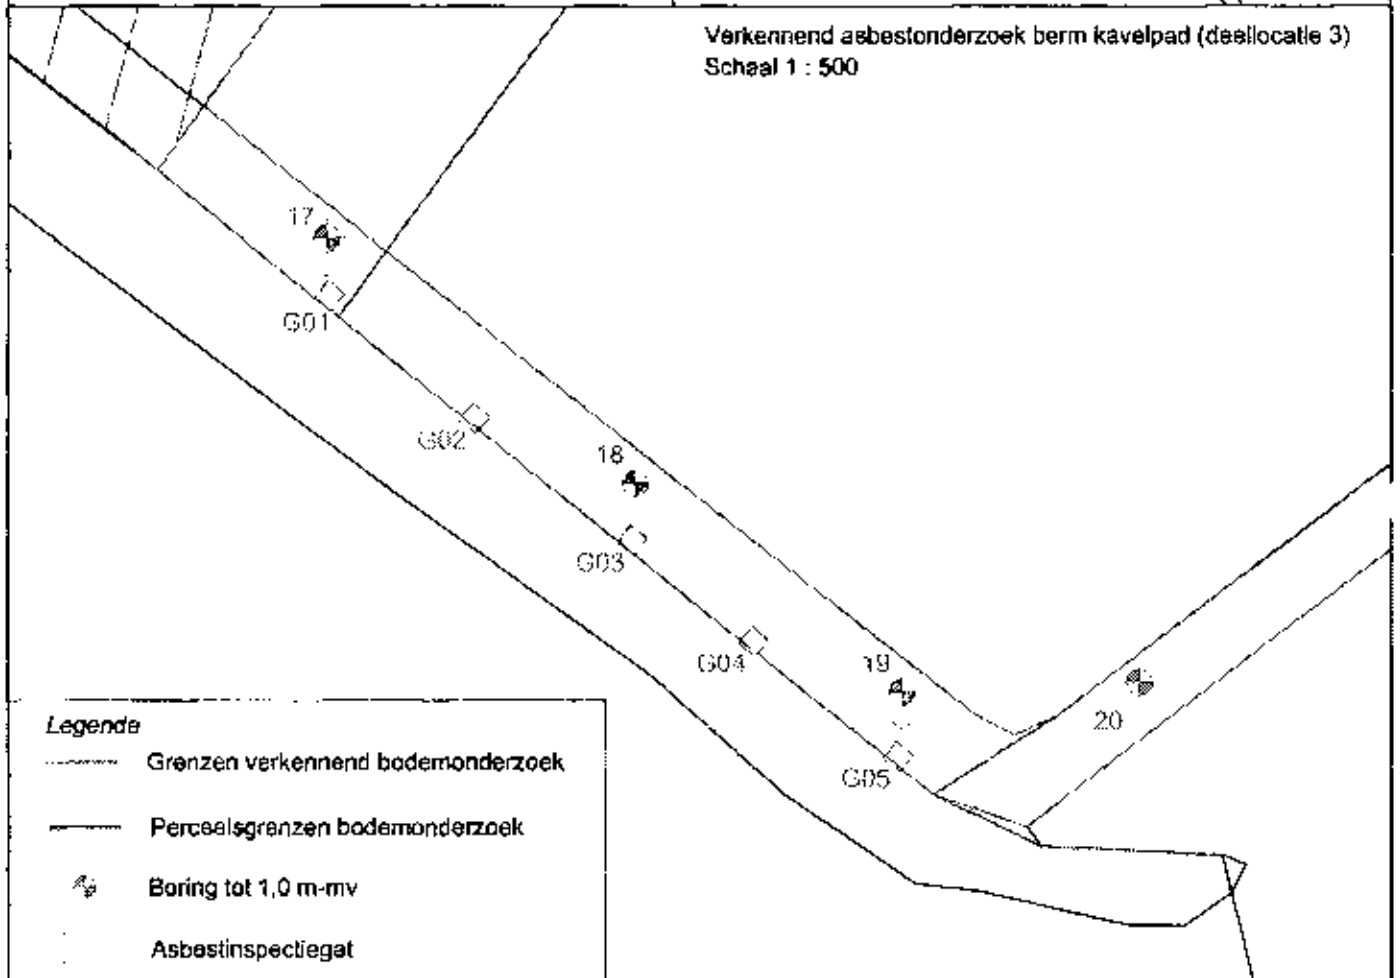 Verkennend asbestonderzoek berm kavelpad (deellocatie 3)
Schaal 1 : 500
17
G01
G02
18
G03
G04
19
20
G05
Legende
Grenzen verkennend bodemonderzoek
Perceelsgrenzen bodemonderzoek
Boring tot 1,0 m-mv
Asbestinspectiegat